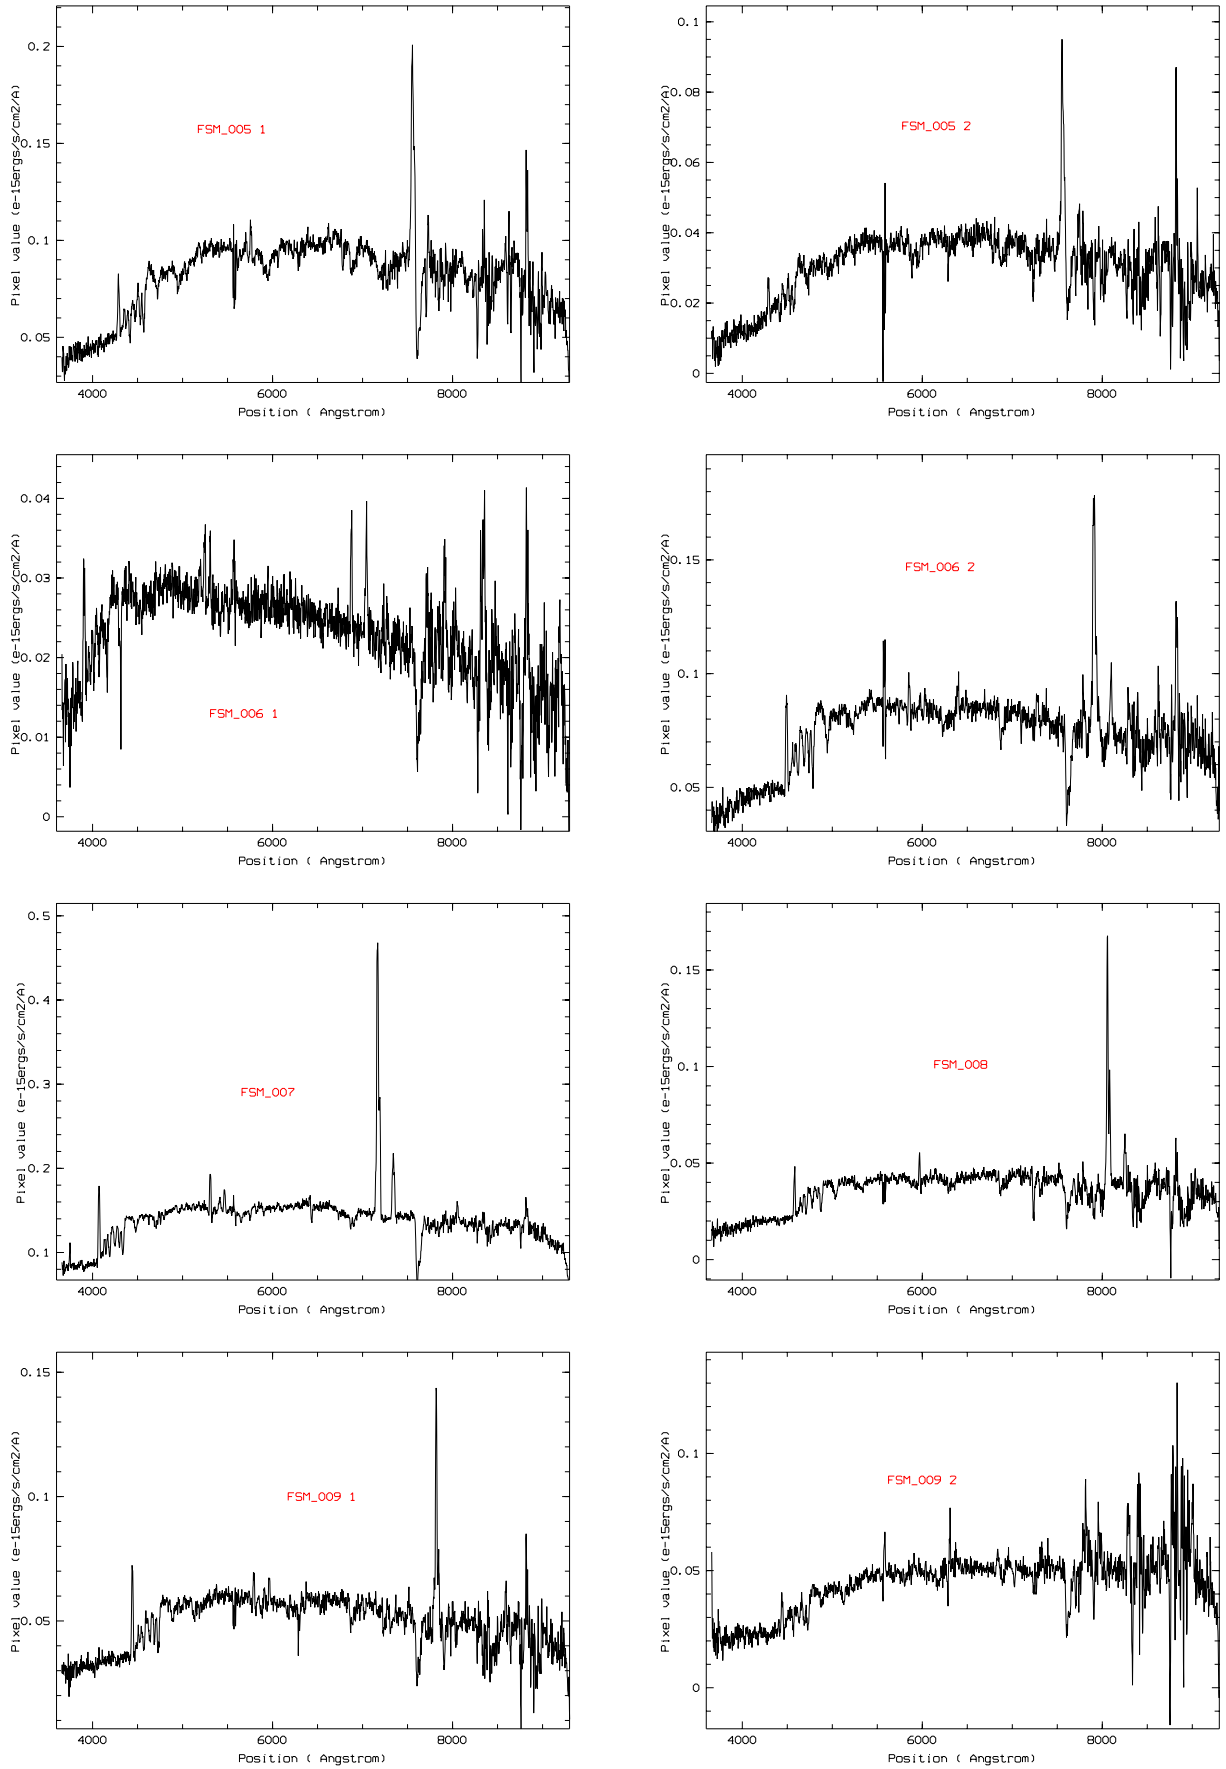 0.2
0.15
0.1
0.05
Pixel value (e-15ergs/s/cm2/A)
FSM_005 1
4000 6000 8000
Position ( Angstrom)
0.1
0.08
0.06
0.04
0.02
0
Pixel value (e-15ergs/s/cm2/A)
FSM_005 2
4000 6000 8000
Position ( Angstrom)
0.04
0.03
0.02
0.01
0
Pixel value (e-15ergs/s/cm2/A)
FSM_006 1
4000 6000 8000
Position ( Angstrom)
0.15
0.1
0.05
Pixel value (e-15ergs/s/cm2/A)
FSM_006 2
4000 6000 8000
Position ( Angstrom)
0.5
0.4
0.3
0.2
0.1
Pixel value (e-15ergs/s/cm2/A)
FSM_007
4000 6000 8000
Position ( Angstrom)
0.15
0.1
0.05
0
Pixel value (e-15ergs/s/cm2/A)
FSM_008
4000 6000 8000
Position ( Angstrom)
0.15
0.1
0.05
Pixel value (e-15ergs/s/cm2/A)
FSM_009 1
4000 6000 8000
Position ( Angstrom)
0.1
0.05
0
Pixel value (e-15ergs/s/cm2/A)
FSM_009 2
4000 6000 8000
Position ( Angstrom)